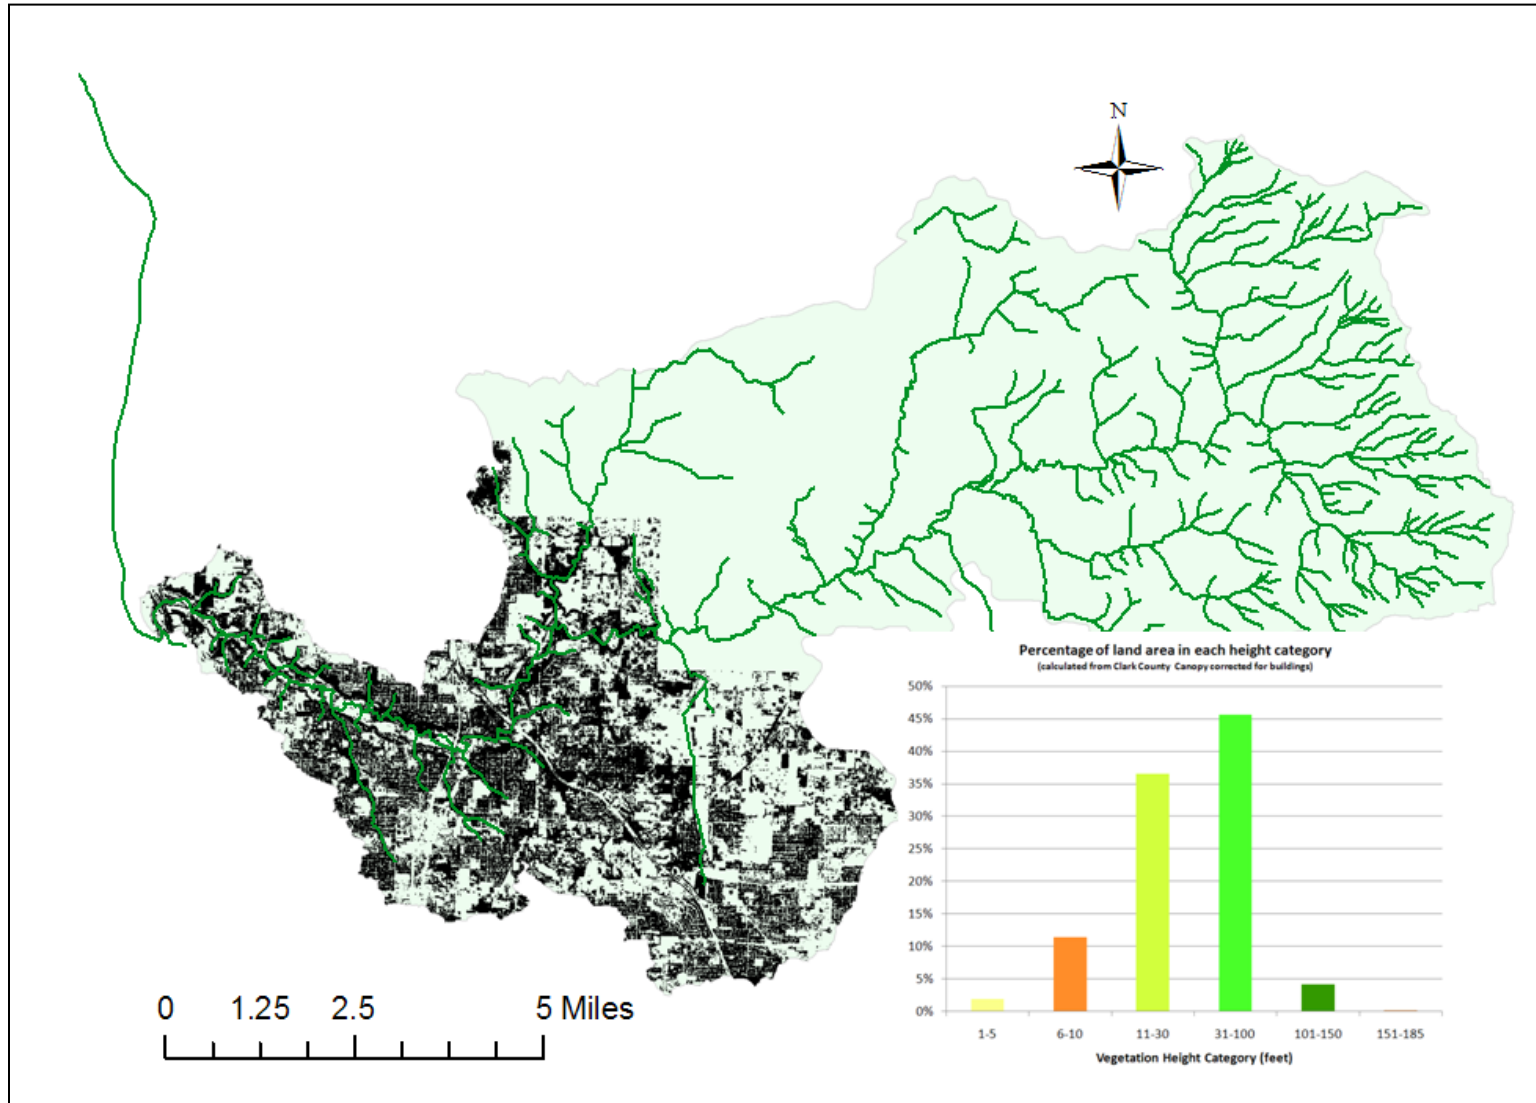 N
Percentage of land area in each height category
(calculated from Clark County Canopy corrected for buildings)
50%
45%
40%
35%
30%
25%
20%
15%
10%
5%
0%
1-5 6-10 11-30 31-100 101-150 151-185
Vegetation Height Category (feet)
0 1.25 2.5 5 Miles